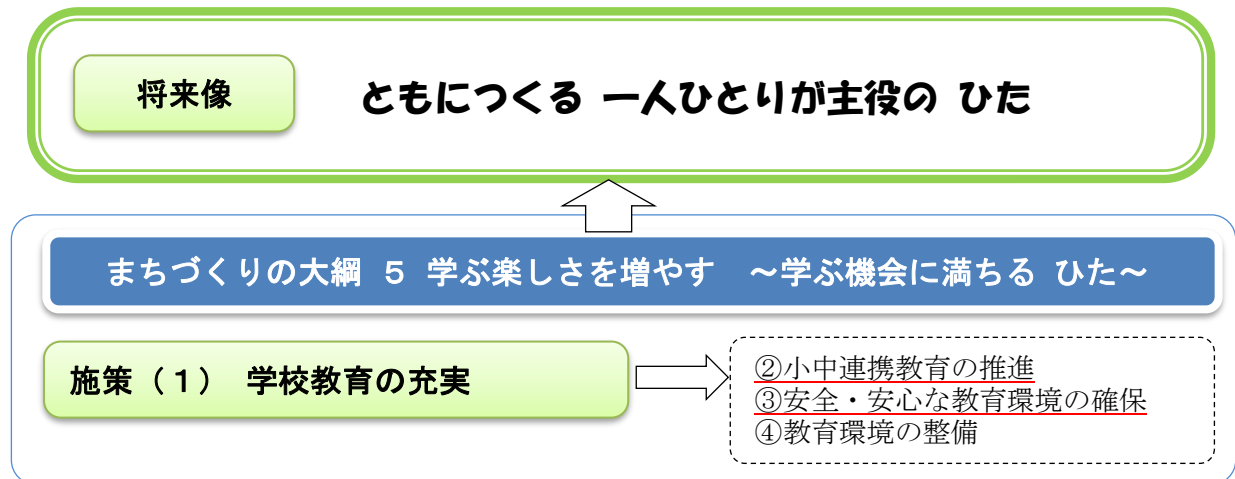 将来像 ともにつくる 一人ひとりが主役の ひた
まちづくりの大綱 5 学ぶ楽しさを増やす ～学ぶ機会に満ちる ひた～
施策（１） 学校教育の充実
②小中連携教育の推進
③安全・安心な教育環境の確保
④教育環境の整備